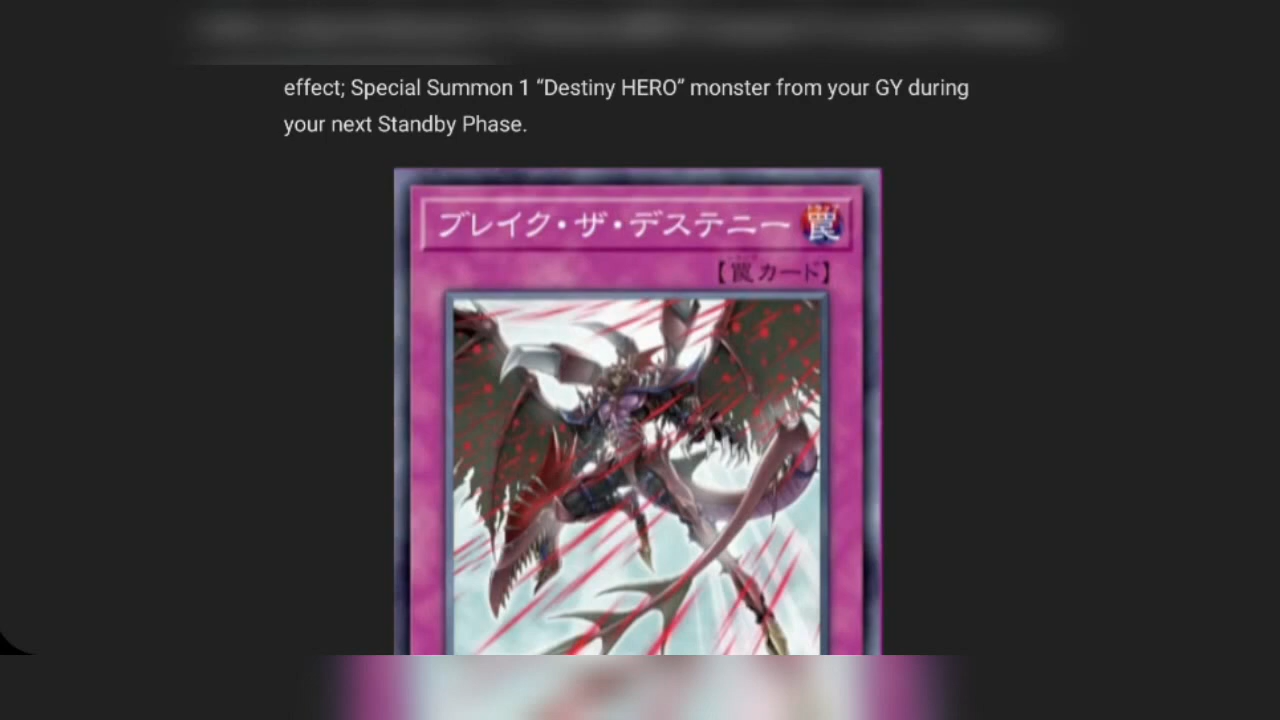 effect; Special Summon 1 “Destiny HERO” monster from your GY during
your next Standby Phase.
ブレイク・ザ・デステニー 罠
【罠カード】